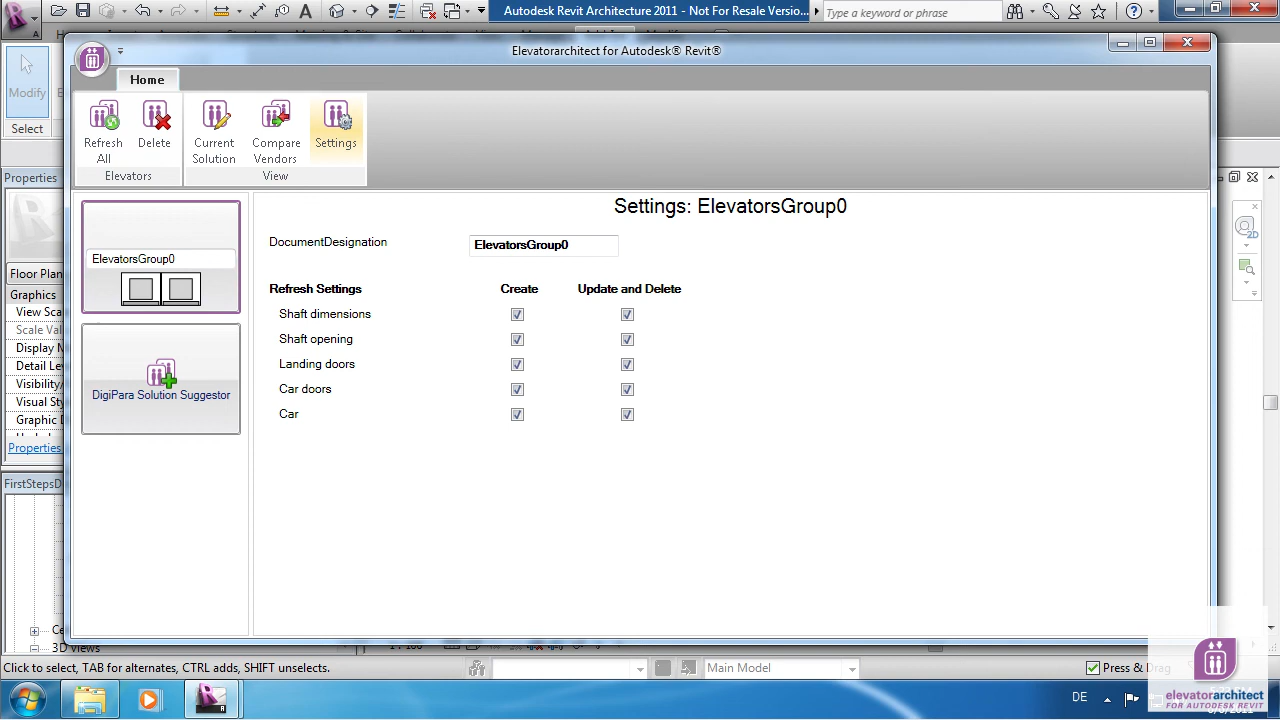 Autodesk Revit Architecture 2011 - Not For Resale Versio...
Type a keyword or phrase
Elevatorarchitect for Autodesk® Revit®
Home
Modify
Select
Refresh All
Delete
Current Solution
Compare Vendors
Settings
Elevators
View
Properties
Floor Plan
Graphics
View Sca
Scale Val
Display M
Detail Lev
Visibility/
Visual Sty
Graphic D
Properties
FirstStepsD
Ce
3D Views
ElevatorsGroup0
DigiPara Solution Suggestor
Settings: ElevatorsGroup0
DocumentDesignation
ElevatorsGroup0
Refresh Settings Create Update and Delete
Shaft dimensions
Shaft opening
Landing doors
Car doors
Car
2D
Click to select, TAB for alternates, CTRL adds, SHIFT unselects.
Main Model
Press & Drag
DE
elevatorarchitect
FOR AUTODESK REVIT